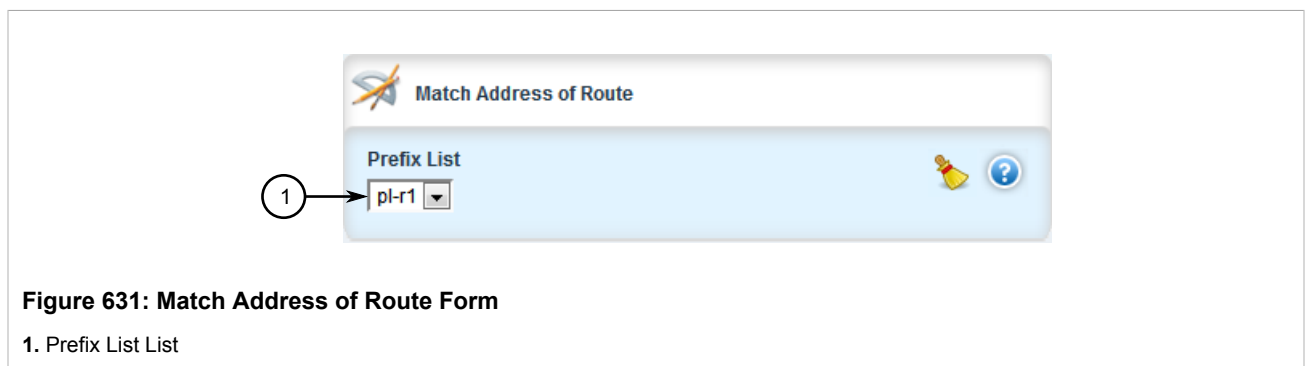 Match Address of Route
Prefix List
1
pl-r1
?
Figure 631: Match Address of Route Form
1. Prefix List List